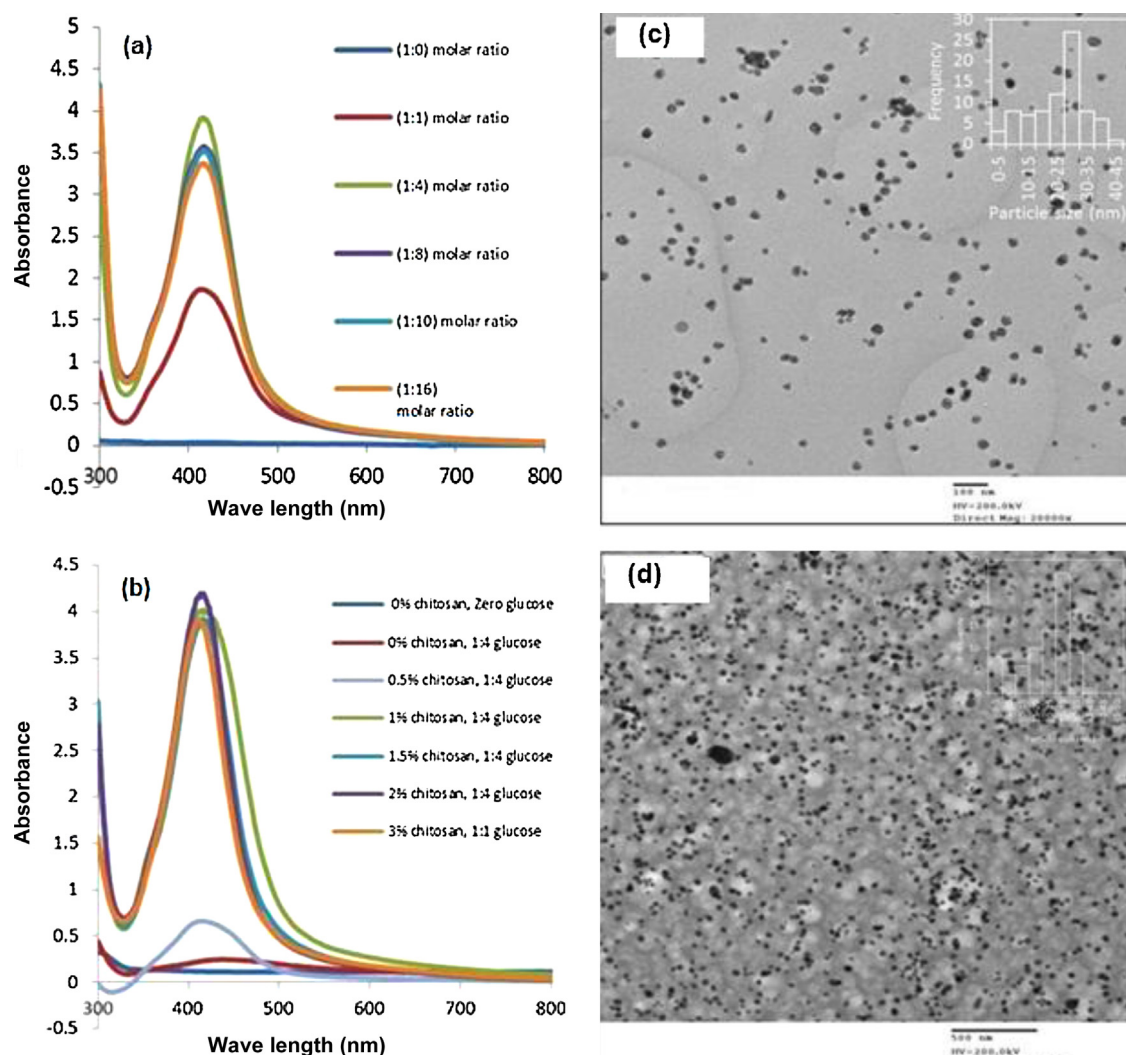 (a)
5
4.5
4
3.5
3
2.5
2
1.5
1
0.5
0
-0.5
Absorbance
300 400 500 600 700 800
Wave length (nm)
(1:0) molar ratio
(1:1) molar ratio
(1:4) molar ratio
(1:8) molar ratio
(1:10) molar ratio
(1:16)
molar ratio
(c)
30
25
20
15
10
5
0
Frequency
0-5
10-15
20-25
30-35
40-45
Particle size (nm)
100 nm
HV=200.0kV
Direct Mag: 20000x
(b)
4.5
4
3.5
3
2.5
2
1.5
1
0.5
0
-0.5
Absorbance
300 400 500 600 700 800
Wave length (nm)
0% chitosan, Zero glucose
0% chitosan, 1:4 glucose
0.5% chitosan, 1:4 glucose
1% chitosan, 1:4 glucose
1.5% chitosan, 1:4 glucose
2% chitosan, 1:4 glucose
3% chitosan, 1:1 glucose
(d)
500 nm
HV=200.0kV